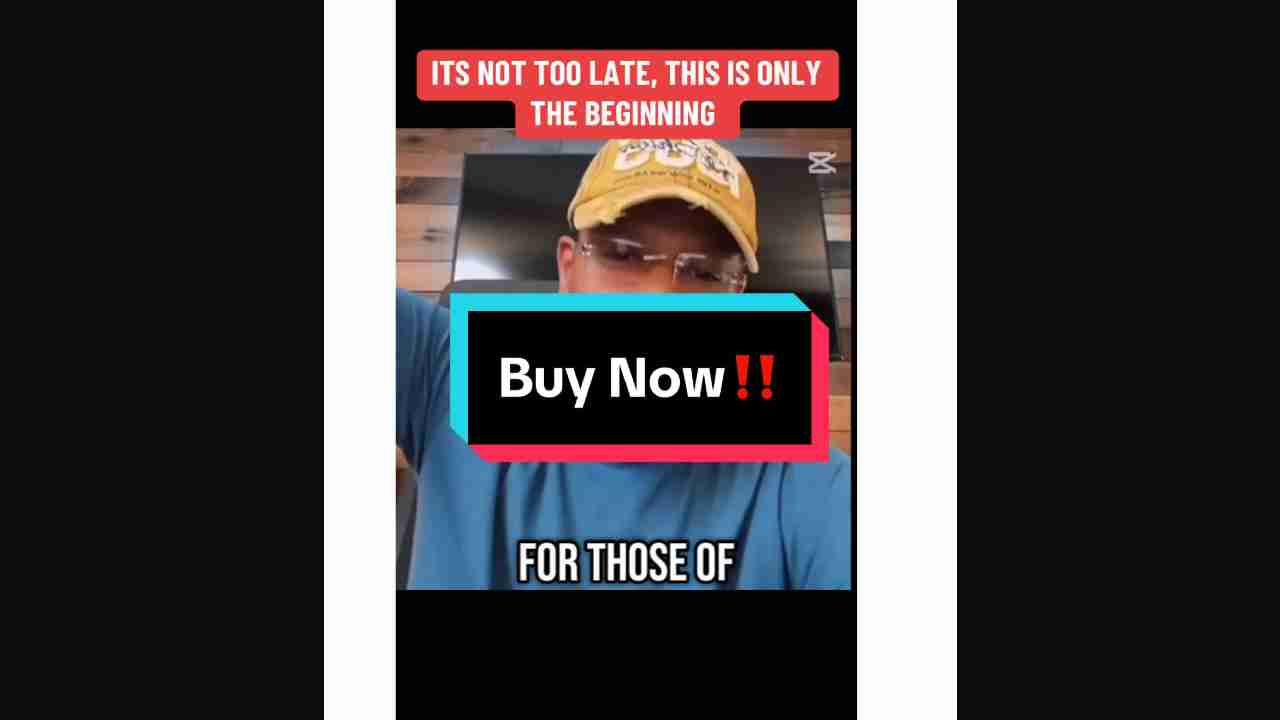 ITS NOT TOO LATE, THIS IS ONLY
THE BEGINNING
Buy Now‼️
FOR THOSE OF